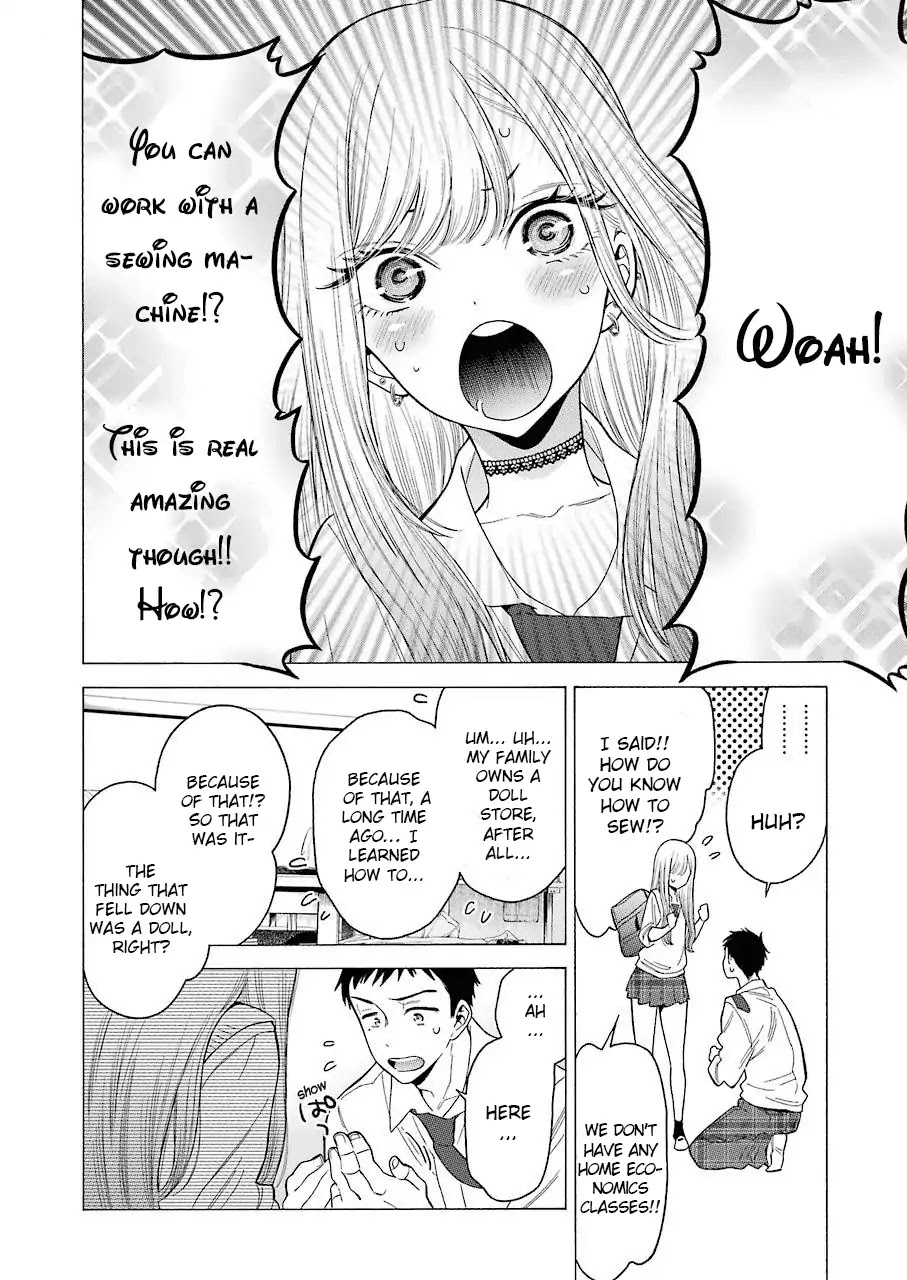 Woah!
You can
work with a
sewing ma-
chine!?
This is real
amazing
though!!
How!?
......
......
HUH?
I SAID!!
HOW DO
YOU KNOW
HOW TO
SEW!?
WE DON'T
HAVE ANY
HOME ECO-
NOMICS
CLASSES!!
UM... UH...
MY FAMILY
OWNS A
DOLL
STORE,
AFTER
ALL...
BECAUSE
OF THAT, A
LONG TIME
AGO... I
LEARNED
HOW TO...
BECAUSE
OF THAT!?
SO THAT
WAS IT-
THE
THING THAT
FELL DOWN
WAS A DOLL,
RIGHT?
...
AH
...
HERE
...
show